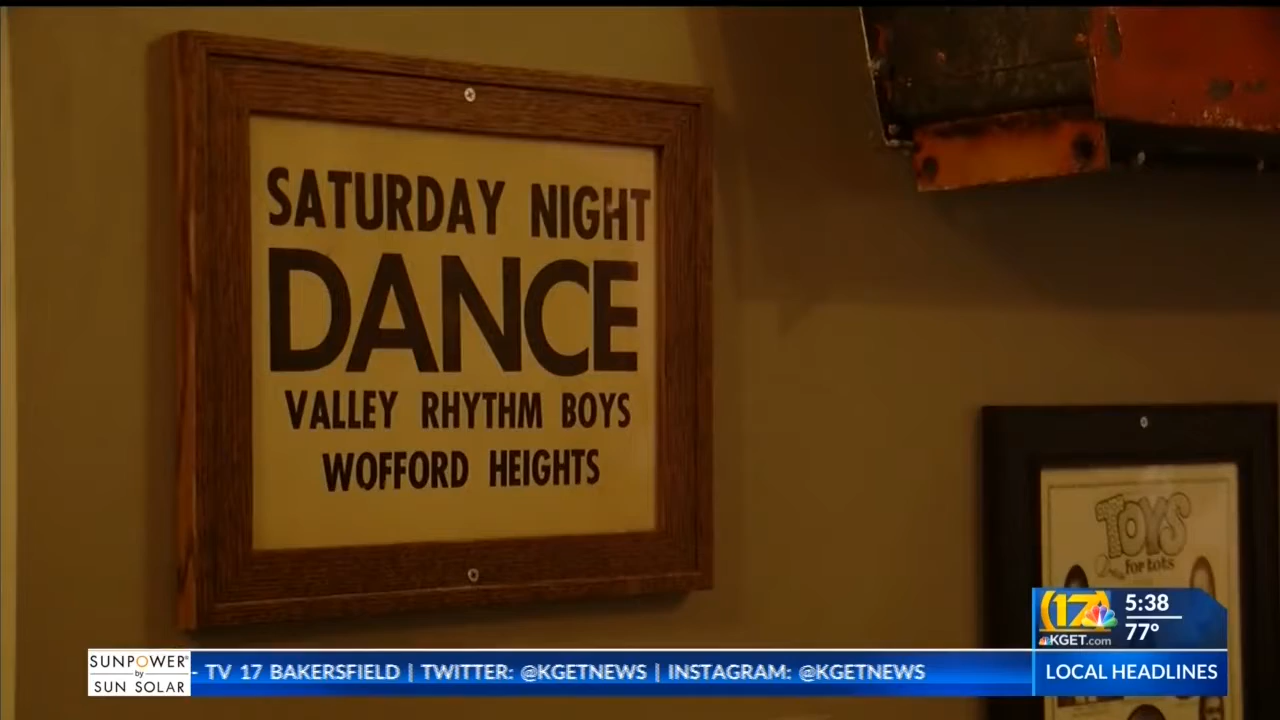 SATURDAY NIGHT
DANCE
VALLEY RHYTHM BOYS
WOFFORD HEIGHTS
TOYS
for tots
17
KGET.com
5:38
77°
SUNPOWER®
by
SUN SOLAR
- TV 17 BAKERSFIELD | TWITTER: @KGETNEWS | INSTAGRAM: @KGETNEWS
LOCAL HEADLINES